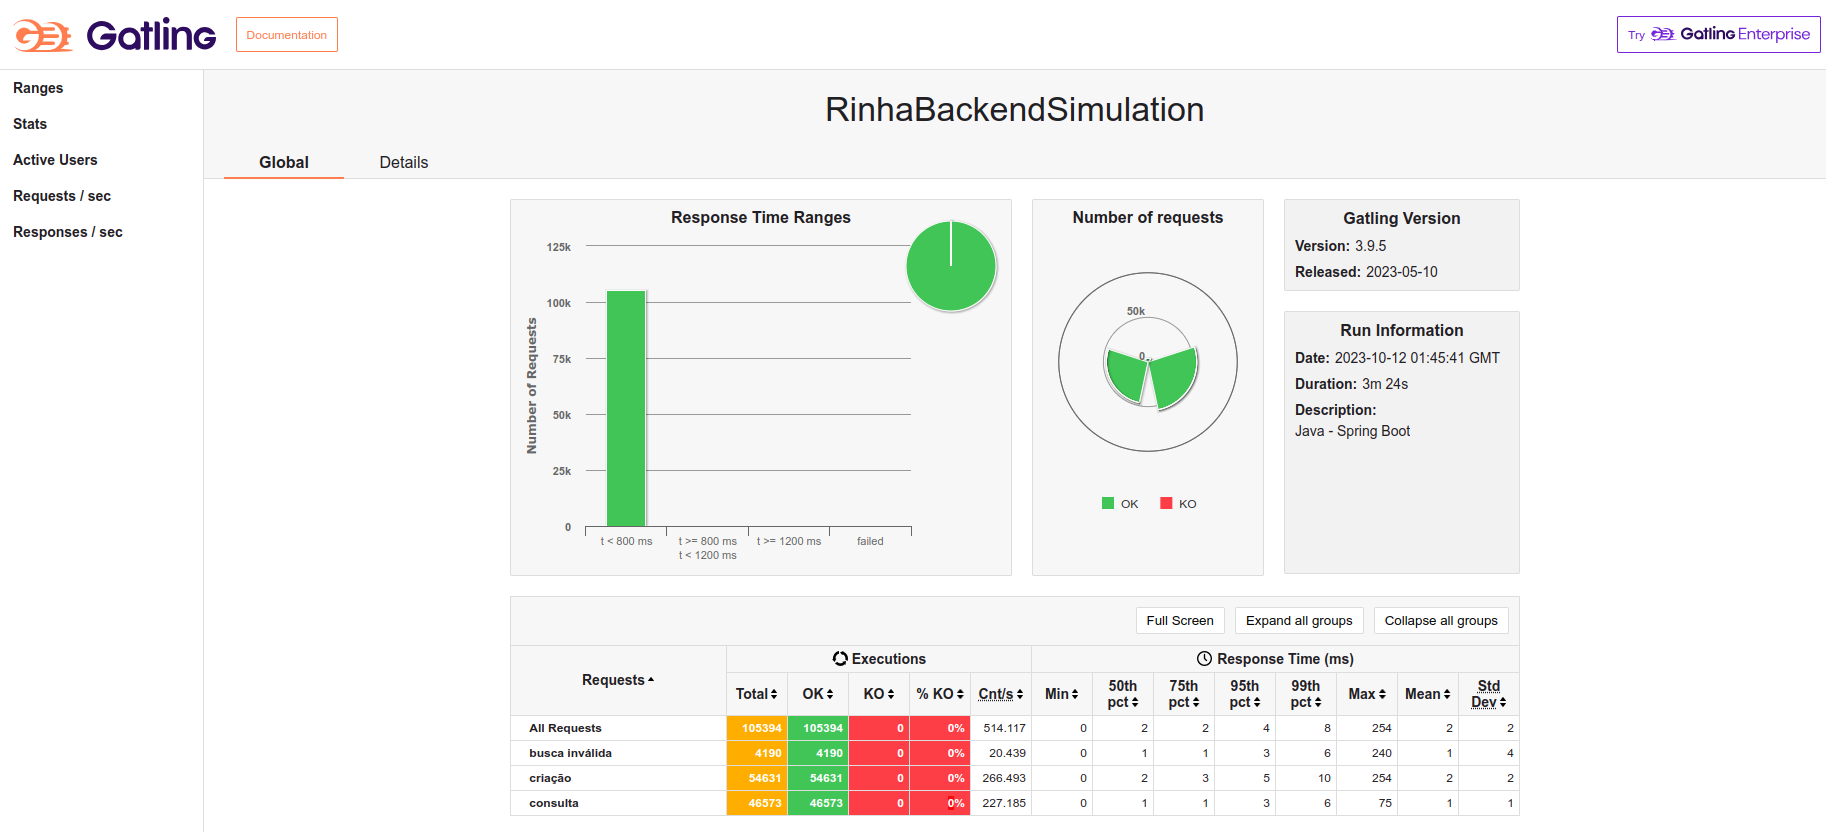 Gatling
Documentation
Try Gatling Enterprise
Ranges
Stats
Active Users
Requests / sec
Responses / sec
RinhaBackendSimulation
Global
Details
Response Time Ranges
Number of Requests
125k
100k
75k
50k
25k
0
t < 800 ms
t >= 800 ms
t < 1200 ms
t >= 1200 ms
failed
Number of requests
50k
0
OK
KO
Gatling Version
Version: 3.9.5
Released: 2023-05-10
Run Information
Date: 2023-10-12 01:45:41 GMT
Duration: 3m 24s
Description:
Java - Spring Boot
Full Screen
Expand all groups
Collapse all groups
Requests
Executions
Response Time (ms)
Total OK KO % KO Cnt/s Min 50th pct 75th pct 95th pct 99th pct Max Mean Std Dev
All Requests 105394 105394 0 0% 514.117 0 2 2 4 8 254 2 2
busca inválida 4190 4190 0 0% 20.439 0 1 1 3 6 240 1 4
criação 54631 54631 0 0% 266.493 0 2 3 5 10 254 2 2
consulta 46573 46573 0 0% 227.185 0 1 1 3 6 75 1 1